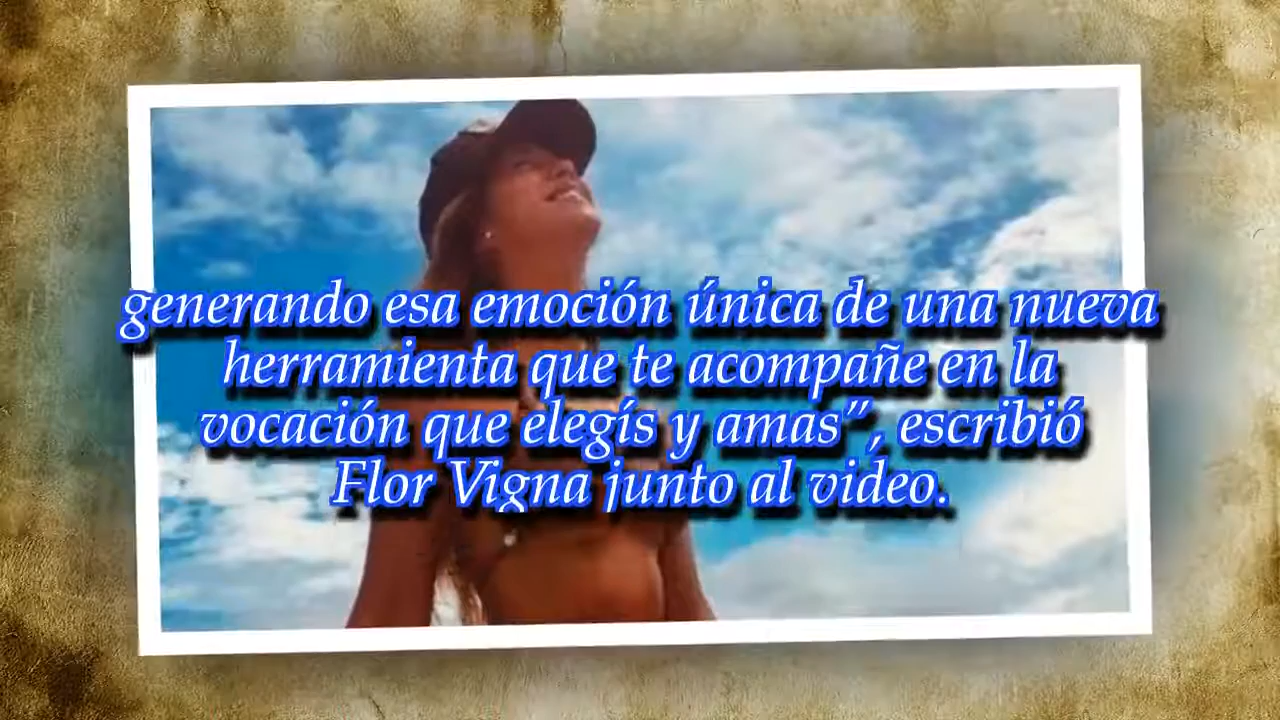 generando esa emoción única de una nueva
herramienta que te acompañe en la
vocación que elegís y amas”, escribió
Flor Vigna junto al video.